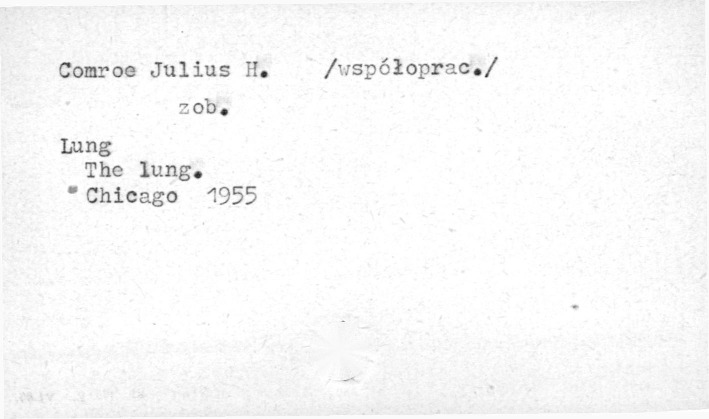 Comroe Julius H. /współoprac./
zob.
Lung
The lung.
Chicago 1955